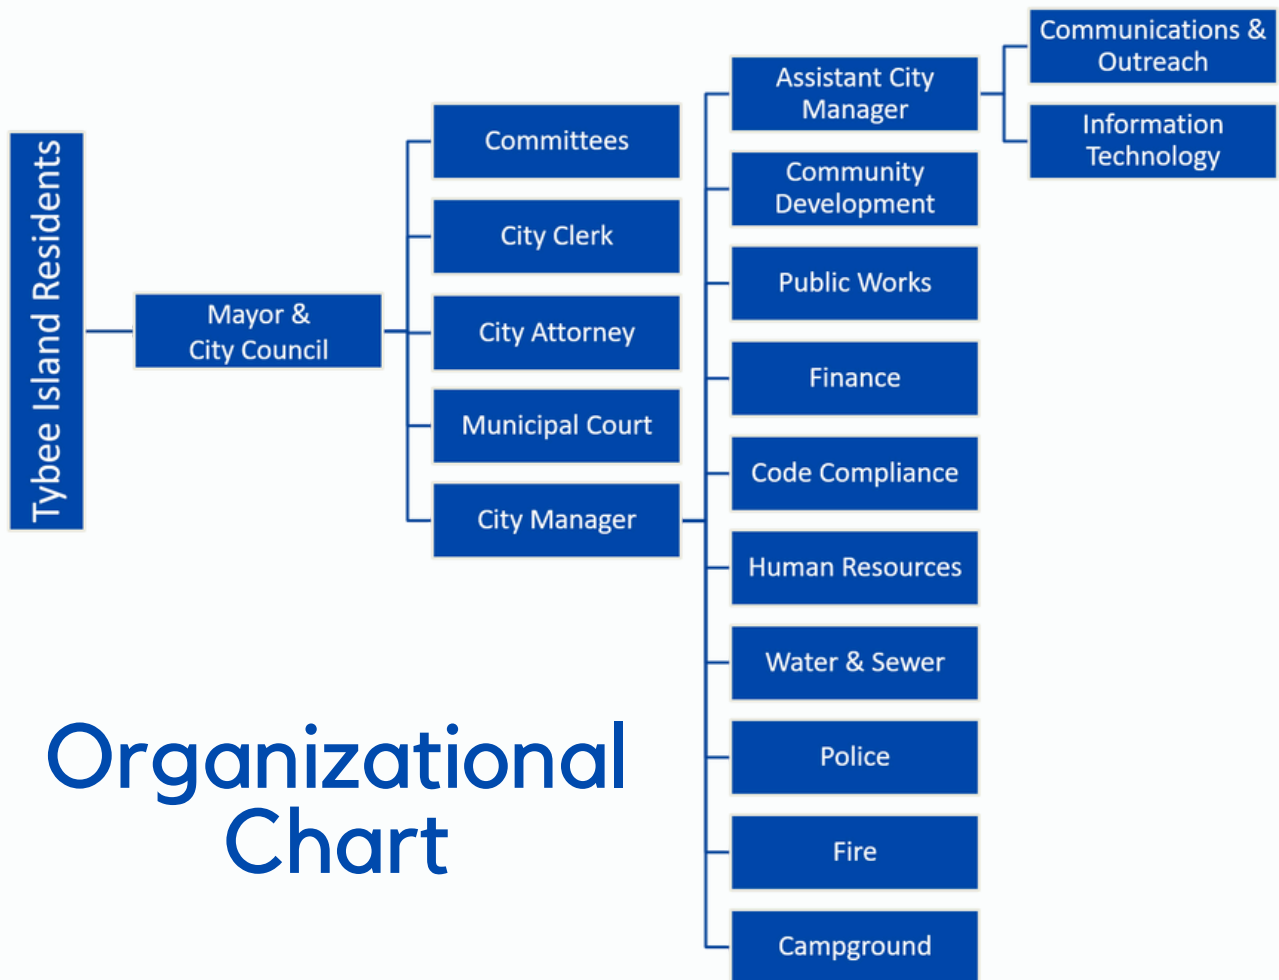 Tybee Island Residents
Mayor &
City Council
Committees
City Clerk
City Attorney
Municipal Court
City Manager
Assistant City
Manager
Community
Development
Public Works
Finance
Code Compliance
Human Resources
Water & Sewer
Police
Fire
Campground
Communications &
Outreach
Information
Technology
Organizational
Chart